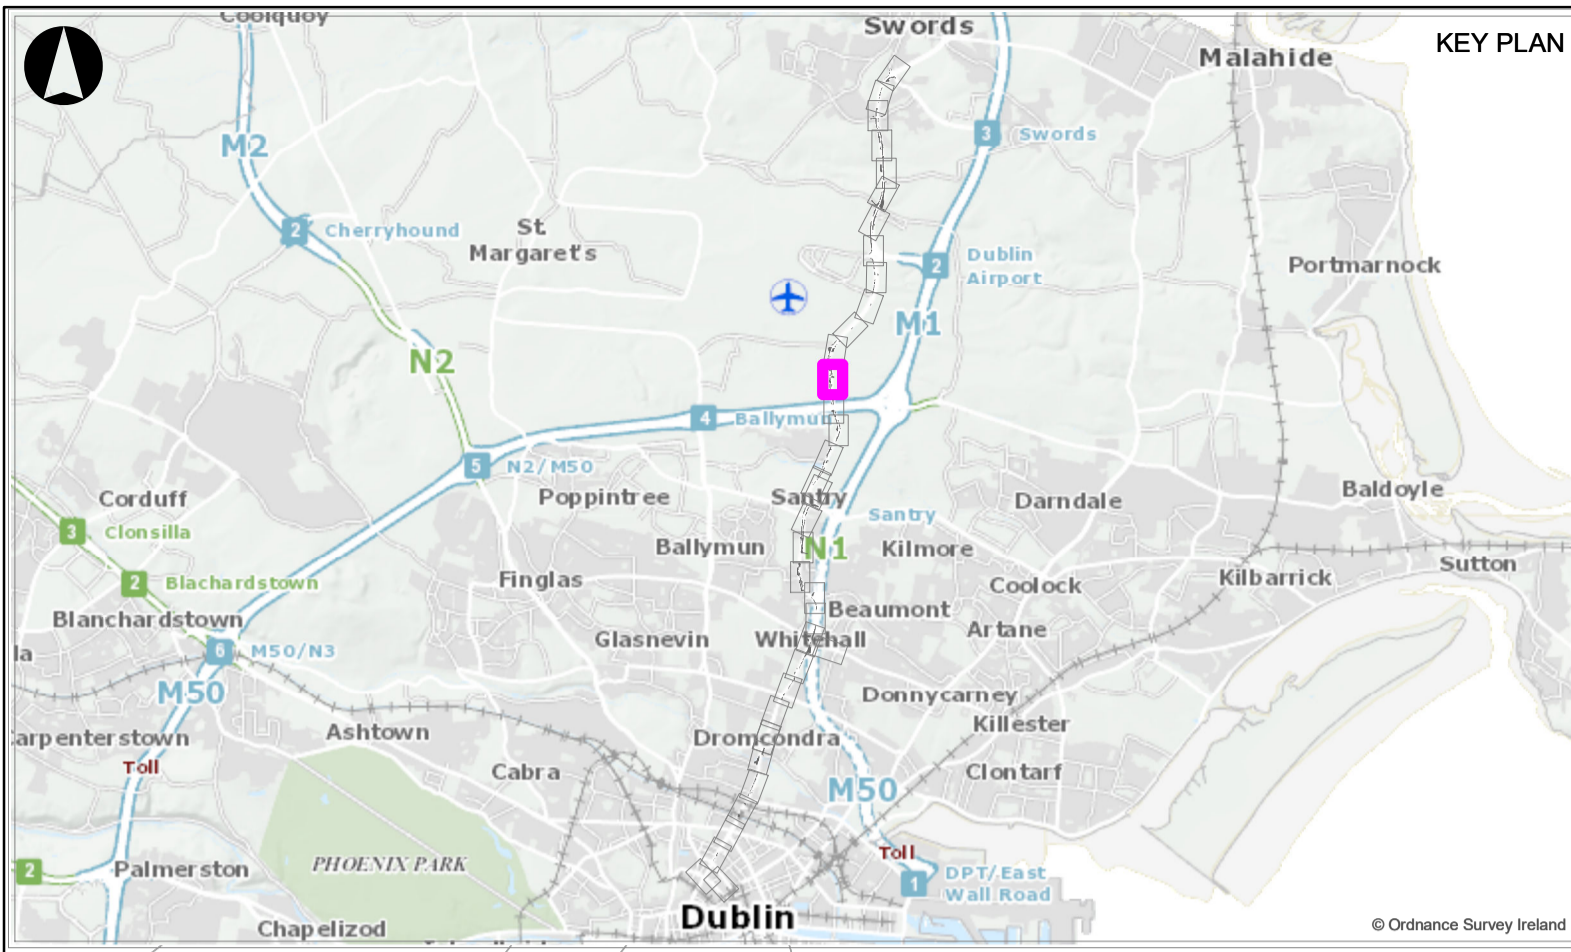 Coolquoy
Swords
KEY PLAN
Malahide
M2
3
Swords
2
Cherryhound
St.
Margaret's
Dublin
Airport
2
Portmarnock
M1
N2
4
Ballymun
5
N2/M50
Corduff
Poppintree
Santry
Darndale
Baldoyle
3
Clonsilla
Santry
Ballymun
N1
Kilmore
2
Blachardstown
Finglas
Coolock
Kilbarrick
Sutton
Blanchardstown
Beaumont
Artane
la
6
M50/N3
Glasnevin
Whitehall
M50
Donnycarney
Killester
arpenterstown
Ashtown
Dromcondra
Toll
Cabra
Clontarf
M50
2
Palmerston
PHOENIX PARK
Toll
1
DPT/East
Wall Road
Dublin
Chapelizod
© Ordnance Survey Ireland